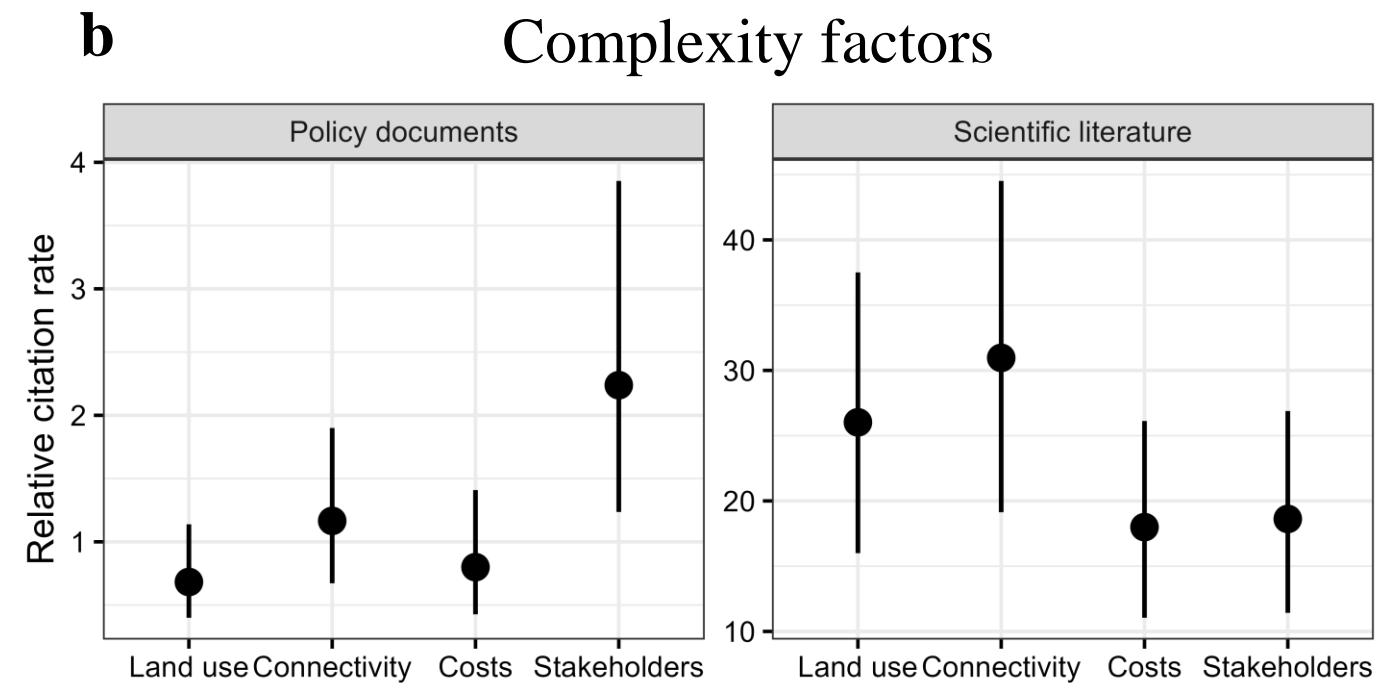 b
Complexity factors
Policy documents
Scientific literature
Relative citation rate
4
3
2
1
40
30
20
10
Land use Connectivity Costs Stakeholders
Land use Connectivity Costs Stakeholders